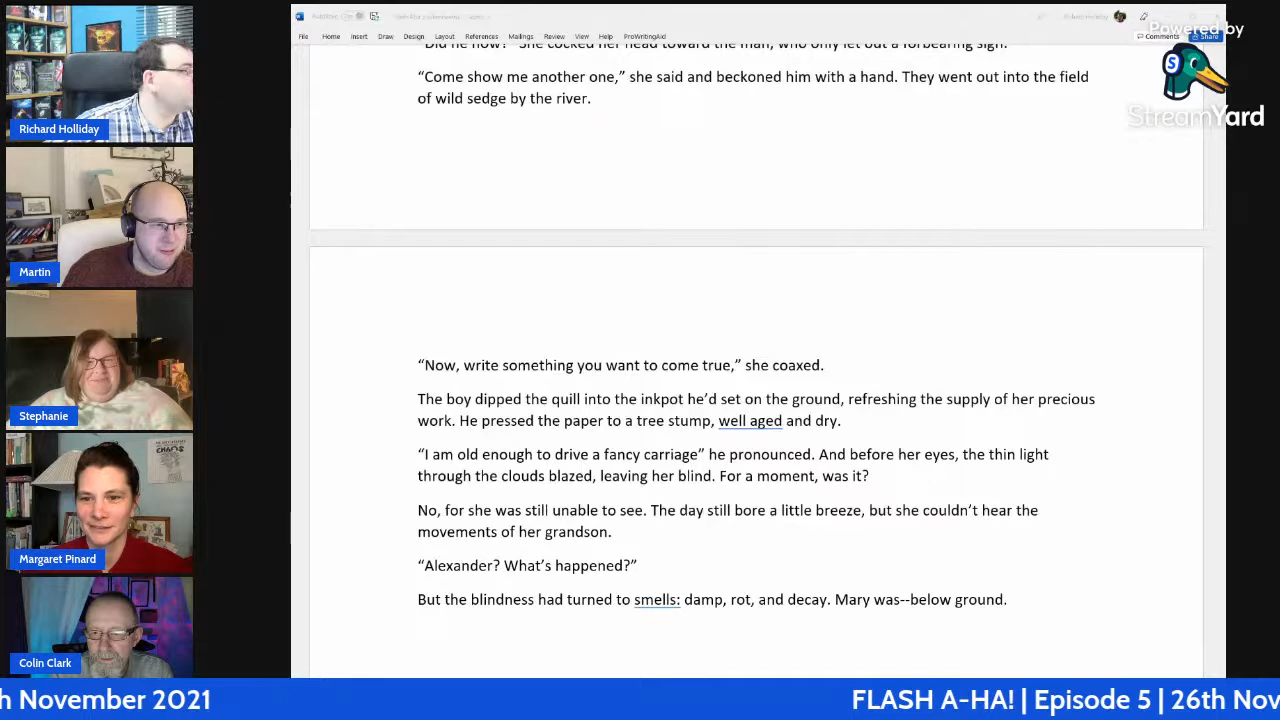 File Home Insert Draw Design Layout References Mailings Review View Help ProWritingAid
Comments Share
Powered by
StreamYard
“Did he now?” She cocked her head toward the man, who only let out a forbearing sigh.
“Come show me another one,” she said and beckoned him with a hand. They went out into the field
of wild sedge by the river.
“Now, write something you want to come true,” she coaxed.
The boy dipped the quill into the inkpot he’d set on the ground, refreshing the supply of her precious
work. He pressed the paper to a tree stump, well aged and dry.
“I am old enough to drive a fancy carriage” he pronounced. And before her eyes, the thin light
through the clouds blazed, leaving her blind. For a moment, was it?
No, for she was still unable to see. The day still bore a little breeze, but she couldn’t hear the
movements of her grandson.
“Alexander? What’s happened?”
But the blindness had turned to smells: damp, rot, and decay. Mary was--below ground.
Richard Holliday
Martin
Stephanie
Margaret Pinard
Colin Clark
h November 2021
FLASH A-HA! | Episode 5 | 26th Nov